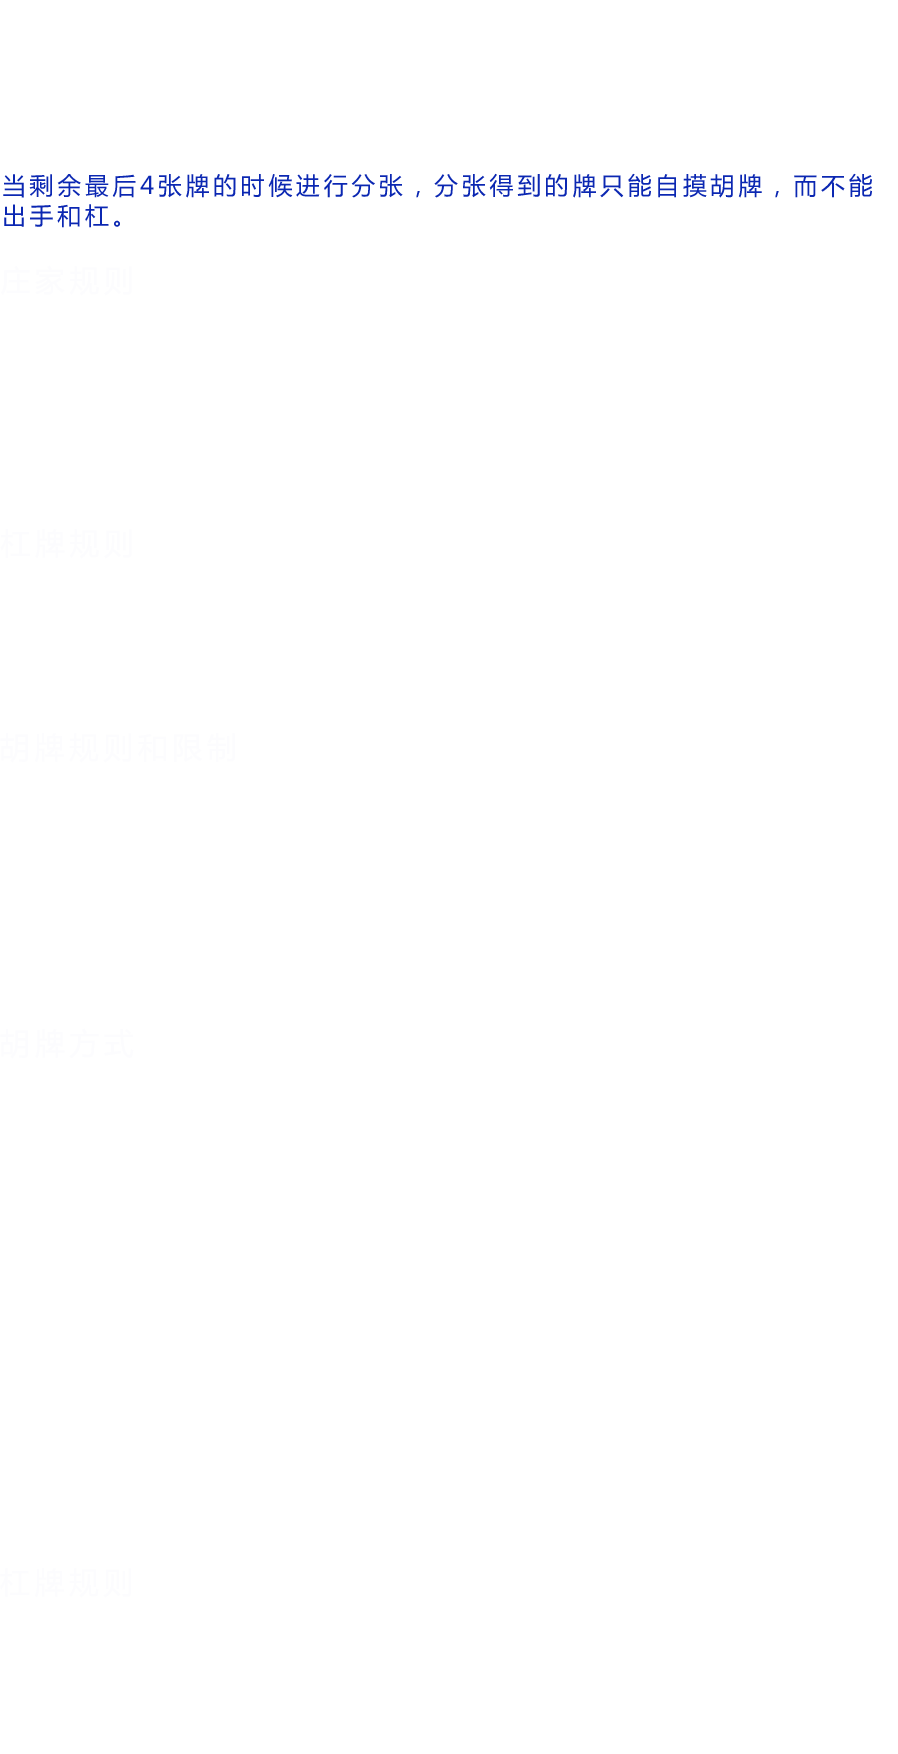 当剩余最后4张牌的时候进行分张，分张得到的牌只能自摸胡牌，而不能
出手和杠。
庄家规则
杠牌规则
胡牌规则和限制
胡牌方式
杠牌规则